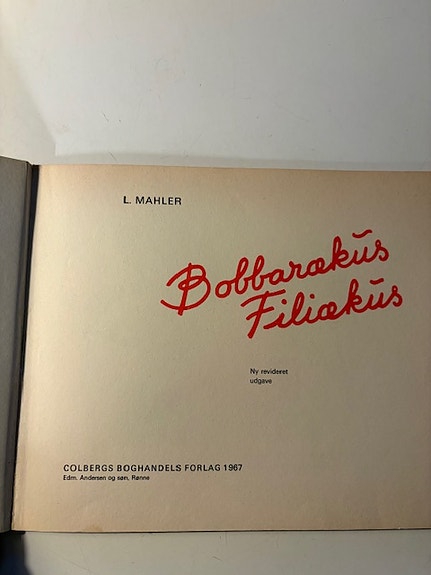 L. MAHLER
Bobbarækus
Filiækus
Ny revideret
udgave
COLBERGS BOGHANDELS FORLAG 1967
Edm. Andersen og søn, Rønne